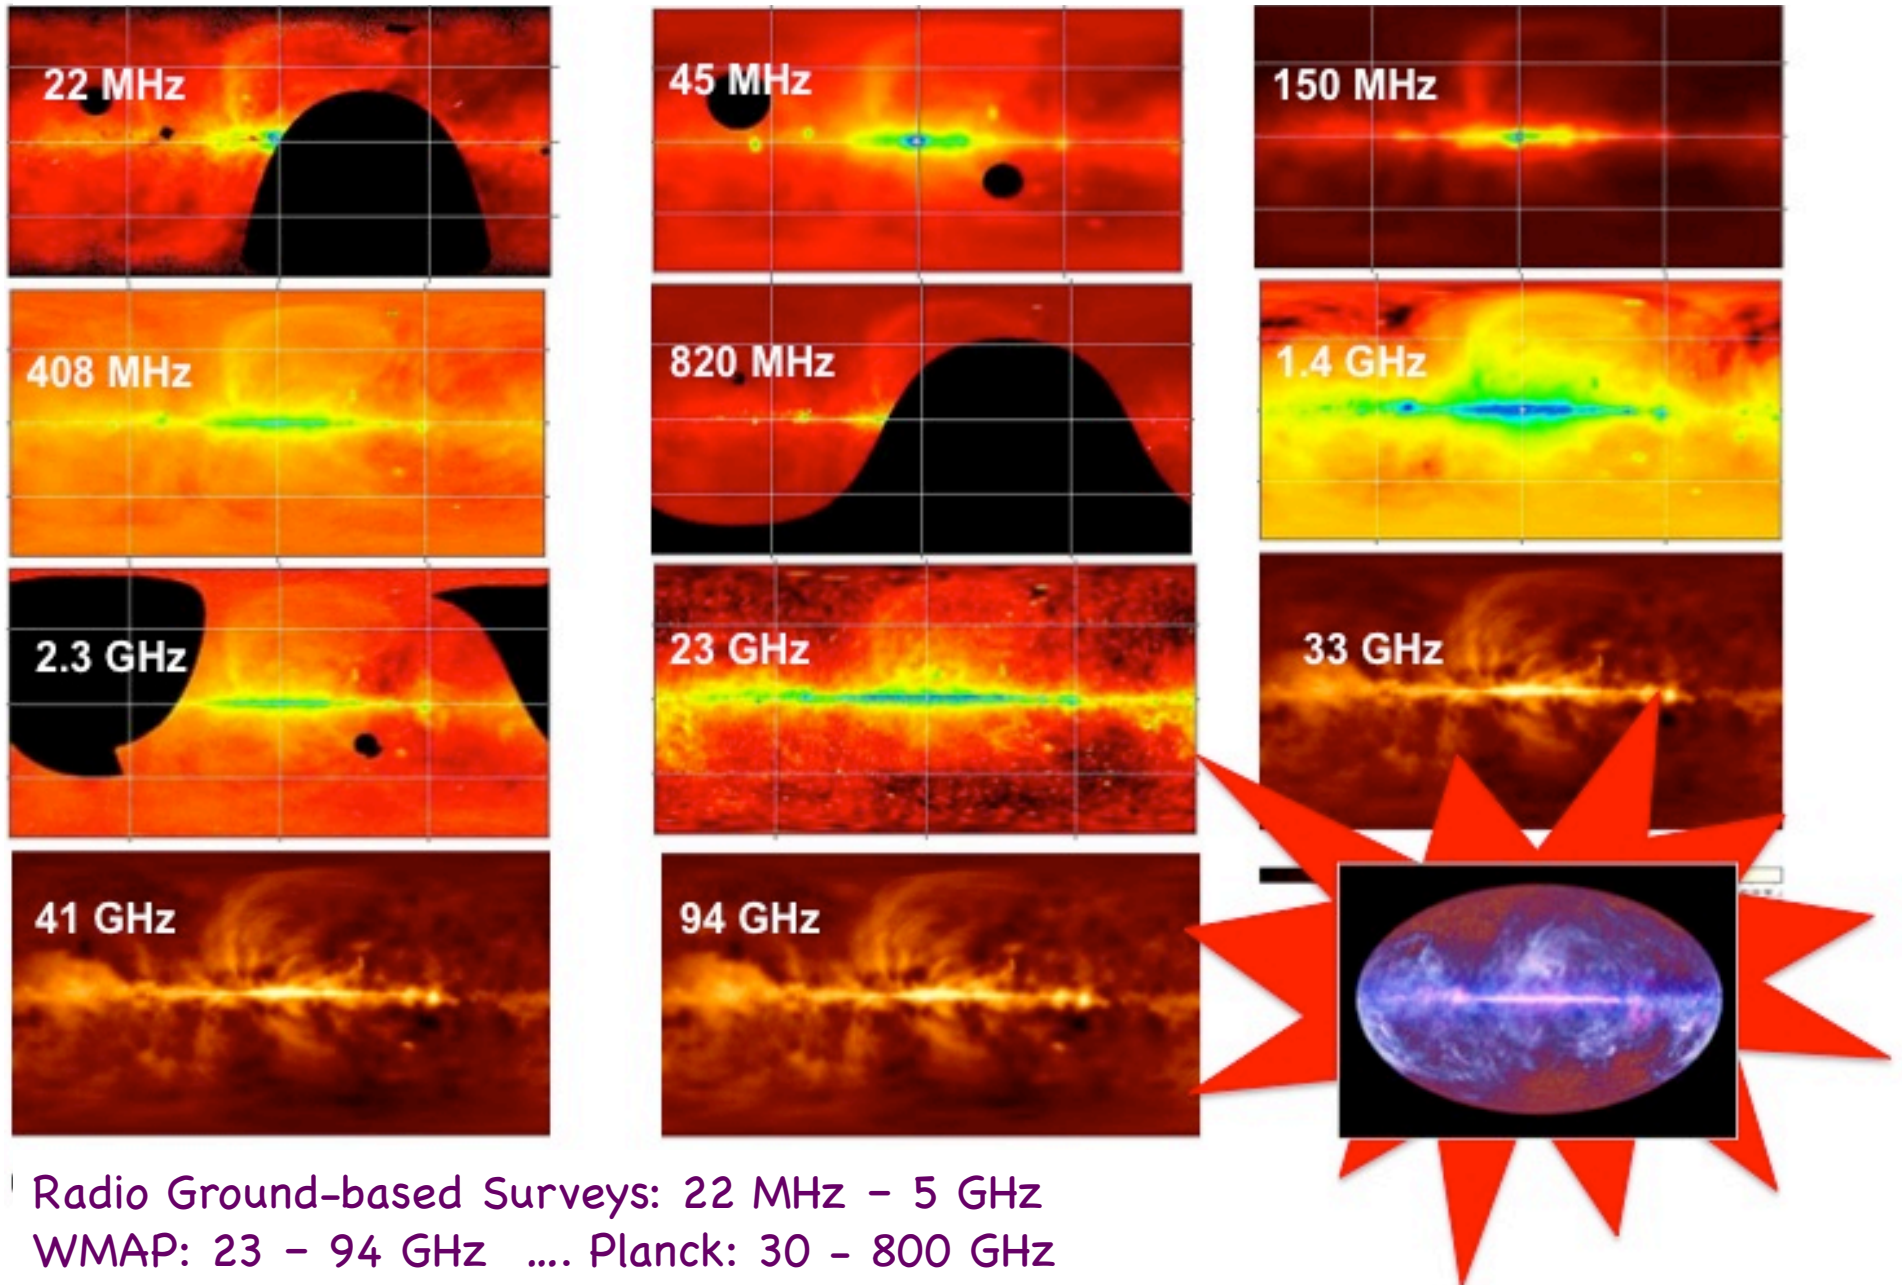 22 MHz
45 MHz
150 MHz
408 MHz
820 MHz
1.4 GHz
2.3 GHz
23 GHz
33 GHz
41 GHz
94 GHz
Radio Ground-based Surveys: 22 MHz – 5 GHz
WMAP: 23 – 94 GHz .... Planck: 30 - 800 GHz